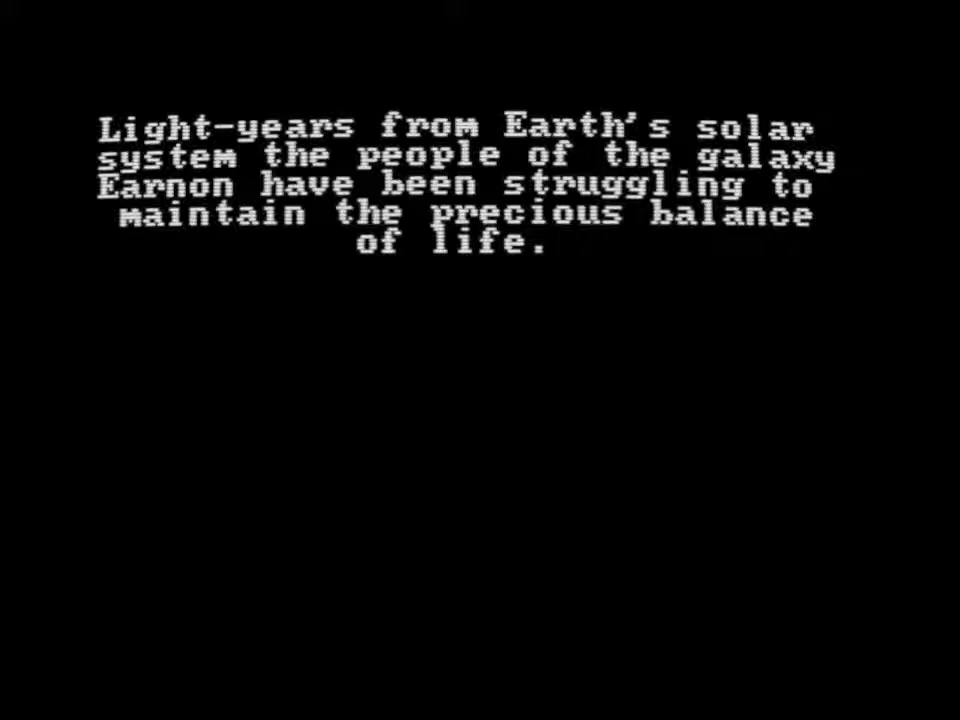 Light-years from Earth's solar
system the people of the galaxy
Earnon have been struggling to
maintain the precious balance
of life.